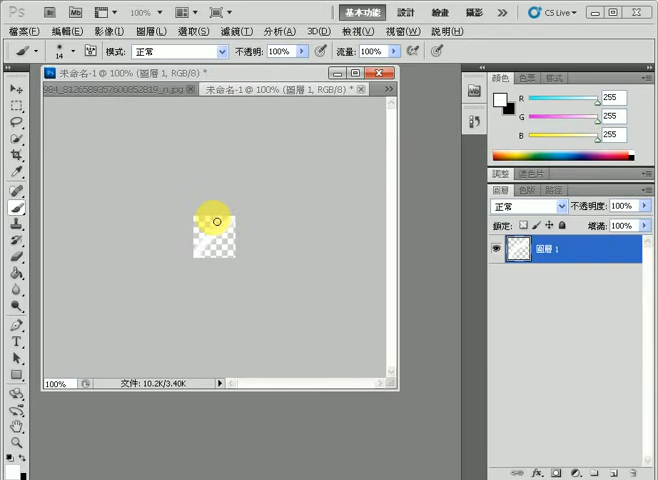 Ps Br Mb 100% 基本功能 設計 繪畫 攝影 CS Live
檔案(F) 編輯(E) 影像(I) 圖層(L) 選取(S) 濾鏡(T) 分析(A) 3D(D) 檢視(V) 視窗(W) 說明(H)
14 模式: 正常 不透明: 100% 流量: 100%
未命名-1 @ 100% (圖層 1, RGB/8) *
984_8126589357600852819_n.jpg 未命名-1 @ 100% (圖層 1, RGB/8) *
顏色 色票 樣式
R 255
G 255
B 255
調整 遮色片
圖層 色版 路徑
正常 不透明度: 100%
鎖定: 填滿: 100%
圖層 1
100% 文件: 10.2K/3.40K